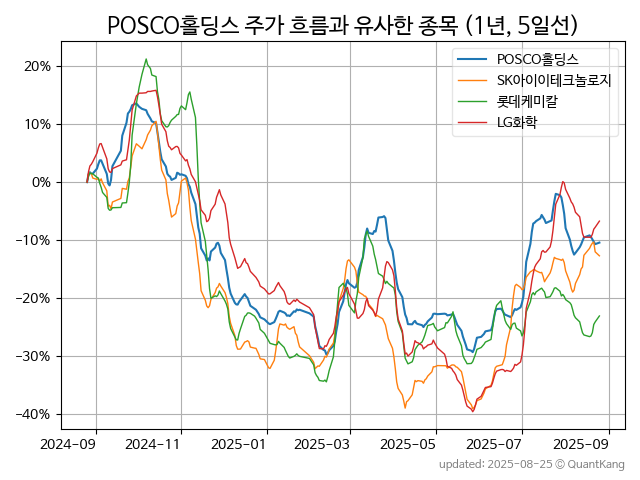 POSCO홀딩스 주가 흐름과 유사한 종목 (1년, 5일선)
POSCO홀딩스
SK아이이테크놀로지
롯데케미칼
LG화학
20%
10%
0%
−10%
−20%
−30%
−40%
2024-09 2024-11 2025-01 2025-03 2025-05 2025-07 2025-09
updated: 2025-08-25 © QuantKang